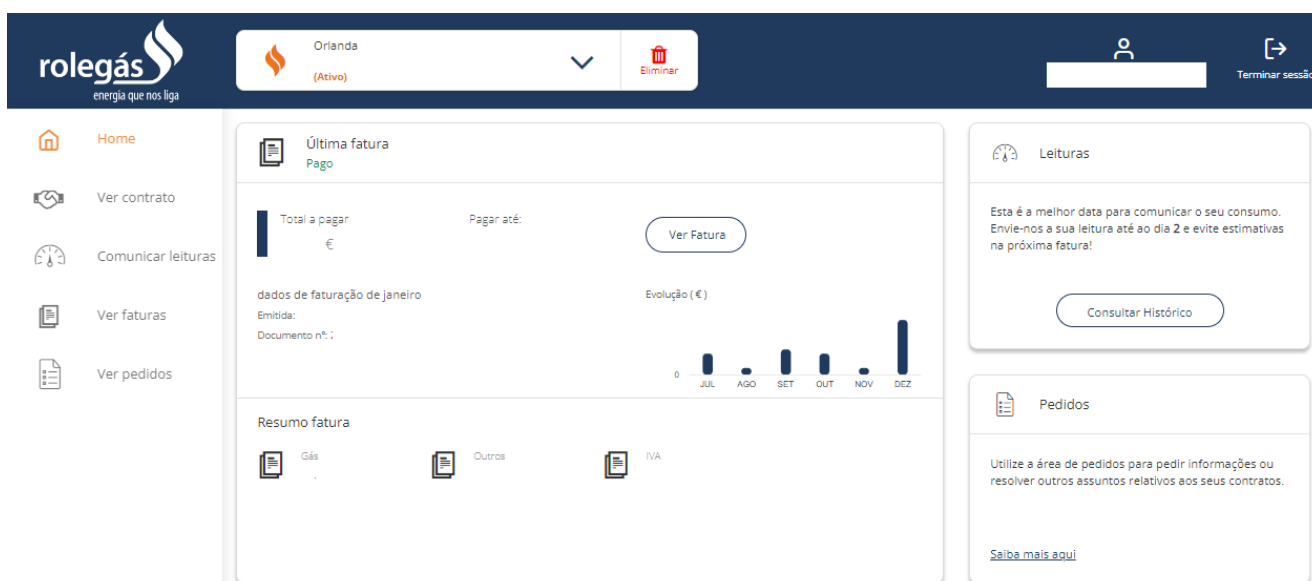 rolegás
energia que nos liga
Orlanda
(Ativo)
Eliminar
Terminar sessão
Home
Ver contrato
Comunicar leituras
Ver faturas
Ver pedidos
Última fatura
Pago
Total a pagar
€
Pagar até:
Ver Fatura
dados de faturação de janeiro
Emitida:
Documento nº:
Evolução ( € )
0
JUL AGO SET OUT NOV DEZ
Resumo fatura
Gás
Outros
IVA
Leituras
Esta é a melhor data para comunicar o seu consumo.
Envie-nos a sua leitura até ao dia 2 e evite estimativas
na próxima fatura!
Consultar Histórico
Pedidos
Utilize a área de pedidos para pedir informações ou
resolver outros assuntos relativos aos seus contratos.
Saiba mais aqui